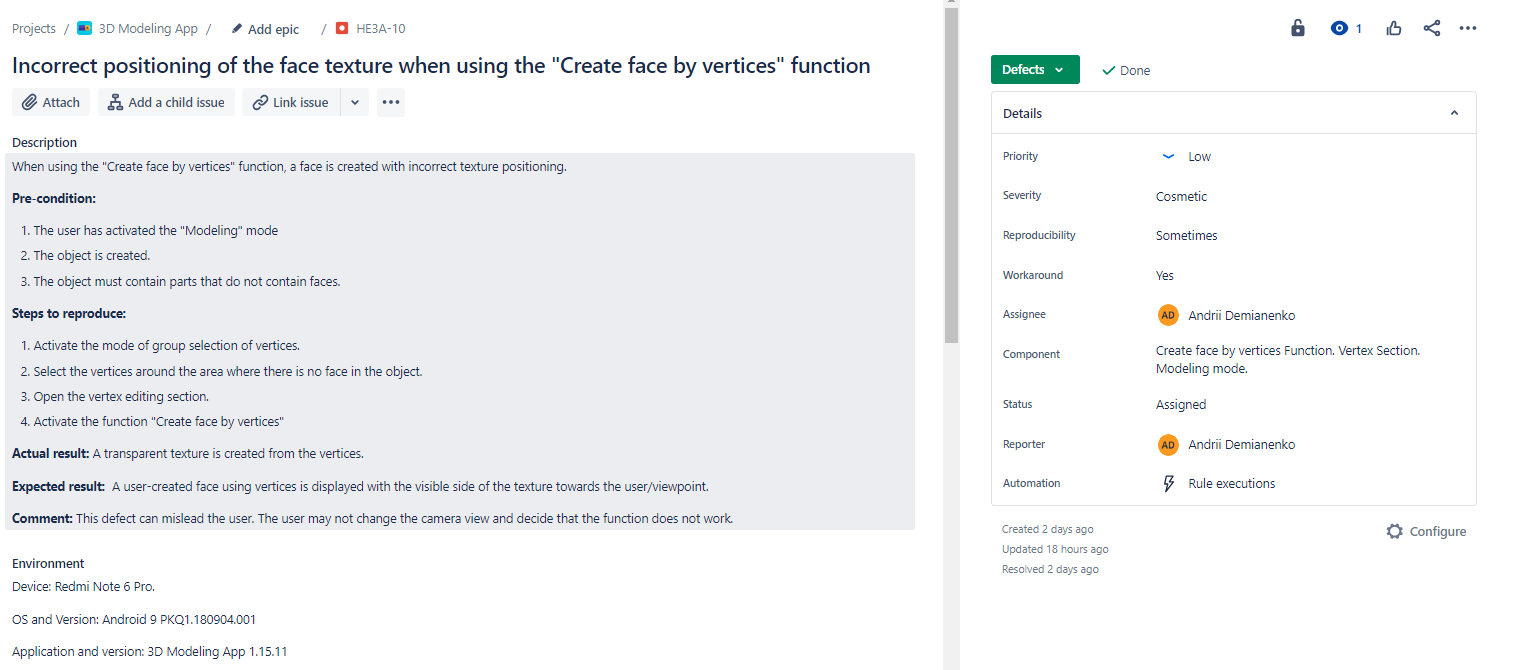 Projects / 3D Modeling App / Add epic / HE3A-10
Incorrect positioning of the face texture when using the "Create face by vertices" function
Attach Add a child issue Link issue
Description
When using the "Create face by vertices" function, a face is created with incorrect texture positioning.
Pre-condition:
1. The user has activated the "Modeling" mode
2. The object is created.
3. The object must contain parts that do not contain faces.
Steps to reproduce:
1. Activate the mode of group selection of vertices.
2. Select the vertices around the area where there is no face in the object.
3. Open the vertex editing section.
4. Activate the function "Create face by vertices"
Actual result: A transparent texture is created from the vertices.
Expected result: A user-created face using vertices is displayed with the visible side of the texture towards the user/viewpoint.
Comment: This defect can mislead the user. The user may not change the camera view and decide that the function does not work.
Environment
Device: Redmi Note 6 Pro.
OS and Version: Android 9 PKQ1.180904.001
Application and version: 3D Modeling App 1.15.11
1
Defects Done
Details
Priority Low
Severity Cosmetic
Reproducibility Sometimes
Workaround Yes
Assignee AD Andrii Demianenko
Component Create face by vertices Function. Vertex Section.
Modeling mode.
Status Assigned
Reporter AD Andrii Demianenko
Automation Rule executions
Created 2 days ago Configure
Updated 18 hours ago
Resolved 2 days ago